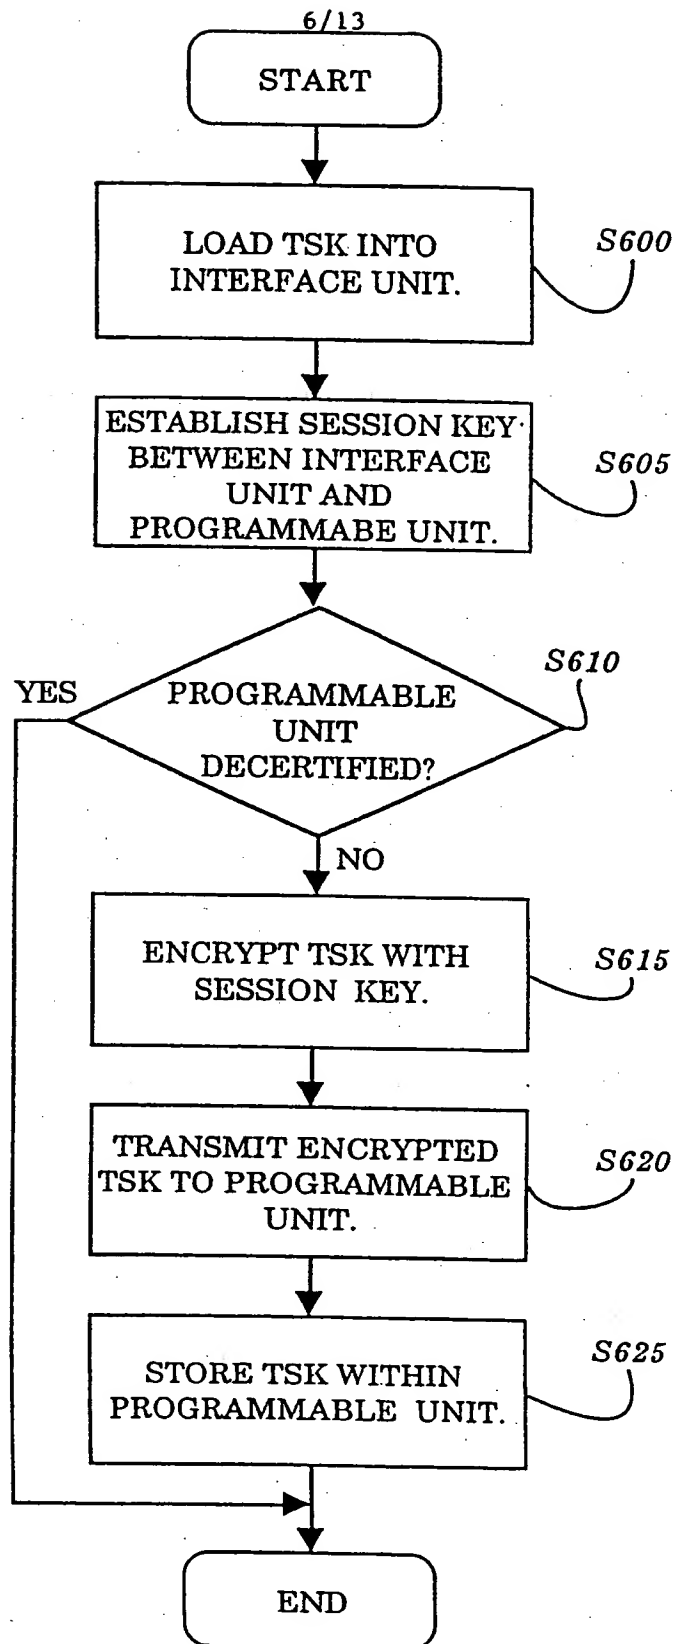 6/13
START
LOAD TSK INTO
INTERFACE UNIT.
S600
ESTABLISH SESSION KEY
BETWEEN INTERFACE
UNIT AND
PROGRAMMABE UNIT.
S605
PROGRAMMABLE
UNIT
DECERTIFIED?
S610
YES
NO
ENCRYPT TSK WITH
SESSION KEY.
S615
TRANSMIT ENCRYPTED
TSK TO PROGRAMMABLE
UNIT.
S620
STORE TSK WITHIN
PROGRAMMABLE UNIT.
S625
END